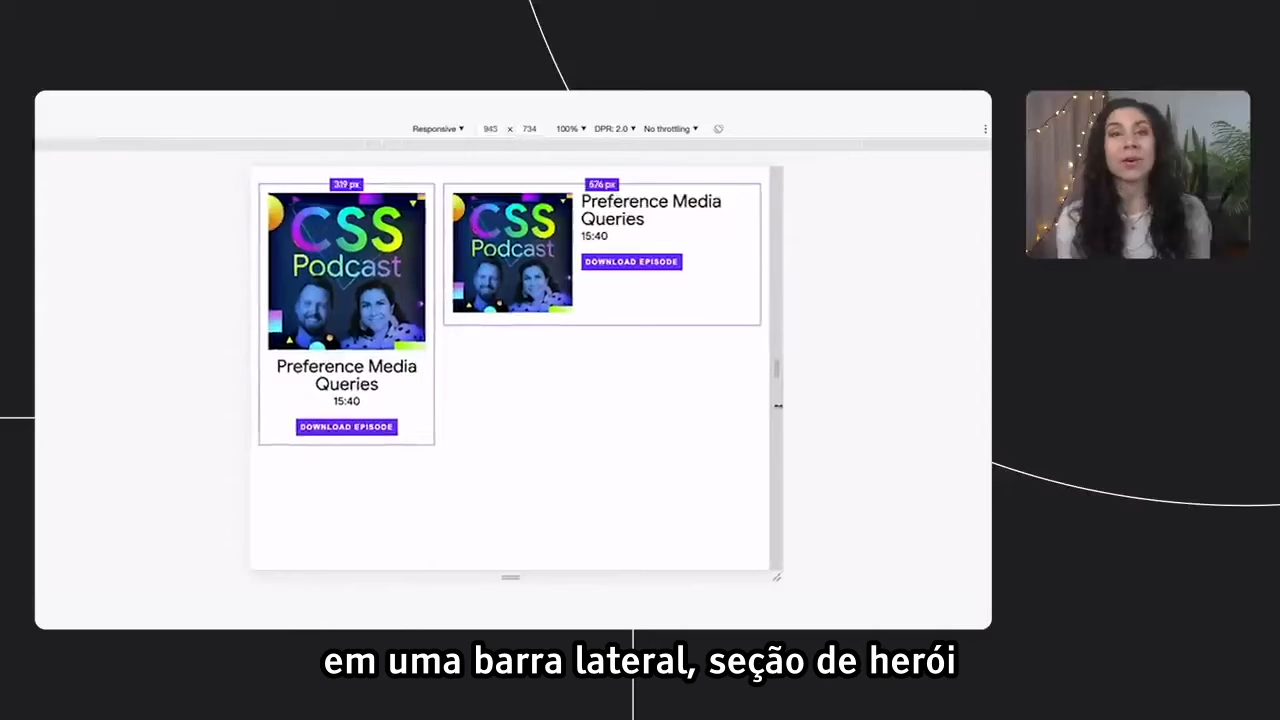 Responsive ▼ 945 × 734 100% ▼ DPR: 2.0 ▼ No throttling ▼
319 px
CSS
Podcast
Preference Media
Queries
15:40
DOWNLOAD EPISODE
576 px
CSS
Podcast
Preference Media
Queries
15:40
DOWNLOAD EPISODE
em uma barra lateral, seção de herói